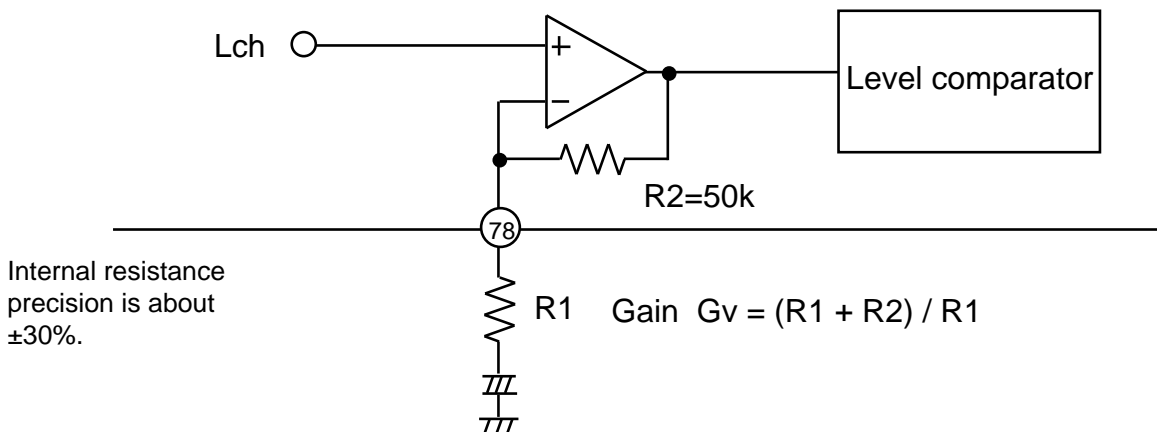 Lch
+
−
Level comparator
R2=50k
78
Internal resistance
precision is about
±30%.
R1
Gain Gv = (R1 + R2) / R1